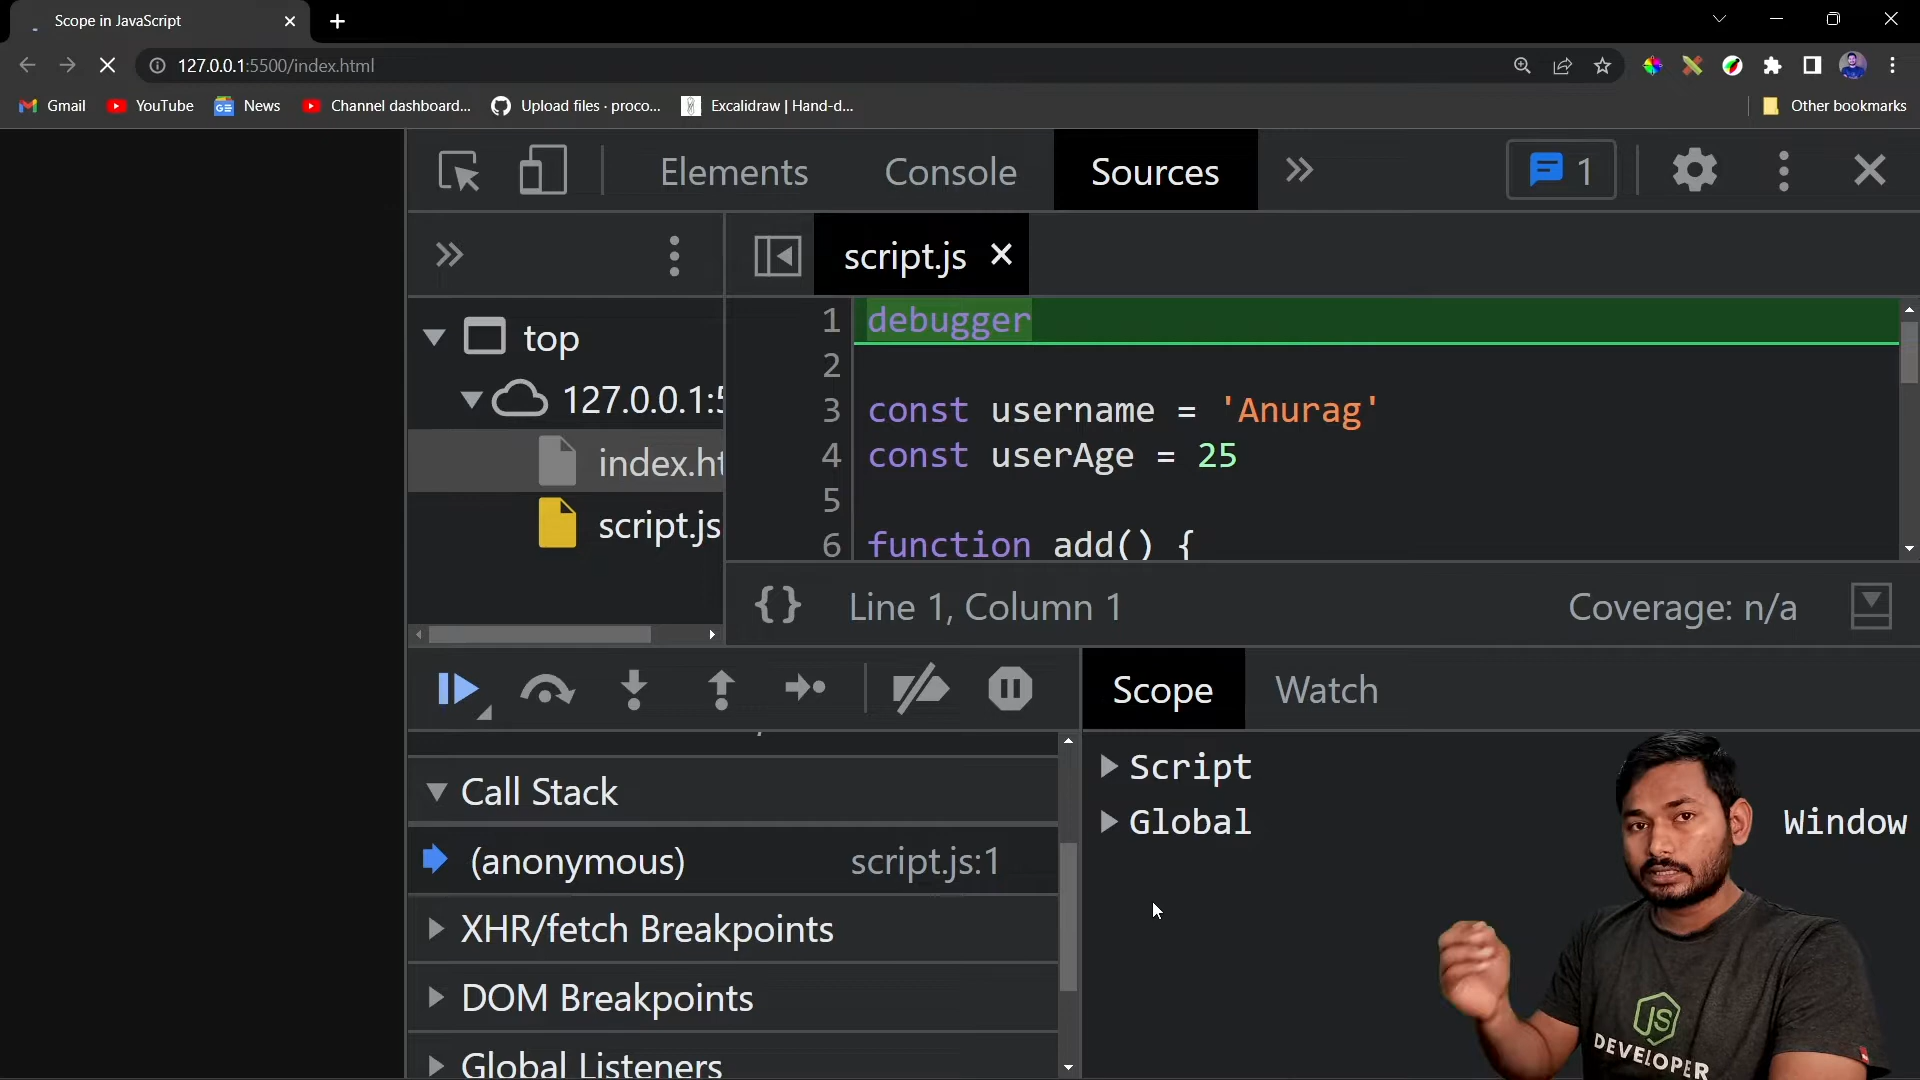 Scope in JavaScript
127.0.0.1:5500/index.html
Gmail
YouTube
News
Channel dashboard...
Upload files · proco...
Excalidraw | Hand-d...
Other bookmarks
Elements
Console
Sources
1
script.js
top
127.0.0.1:5
index.ht
script.js
1 debugger
2
3 const username = 'Anurag'
4 const userAge = 25
5
6 function add() {
{} Line 1, Column 1
Coverage: n/a
Scope
Watch
Call Stack
(anonymous)
script.js:1
XHR/fetch Breakpoints
DOM Breakpoints
Global Listeners
Script
Global
Window
JS
DEVELOPER